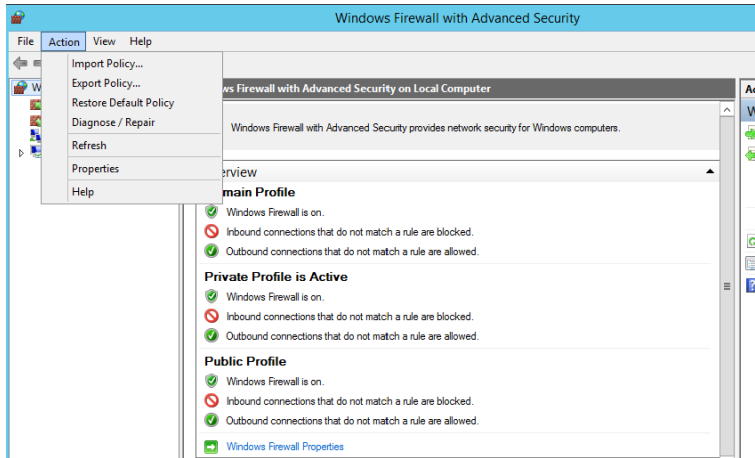 Windows Firewall with Advanced Security
File Action View Help
Import Policy...
Export Policy...
Restore Default Policy
Diagnose / Repair
Refresh
Properties
Help
W
ws Firewall with Advanced Security on Local Computer
Windows Firewall with Advanced Security provides network security for Windows computers.
erview
main Profile
Windows Firewall is on.
Inbound connections that do not match a rule are blocked.
Outbound connections that do not match a rule are allowed.
Private Profile is Active
Windows Firewall is on.
Inbound connections that do not match a rule are blocked.
Outbound connections that do not match a rule are allowed.
Public Profile
Windows Firewall is on.
Inbound connections that do not match a rule are blocked.
Outbound connections that do not match a rule are allowed.
Windows Firewall Properties